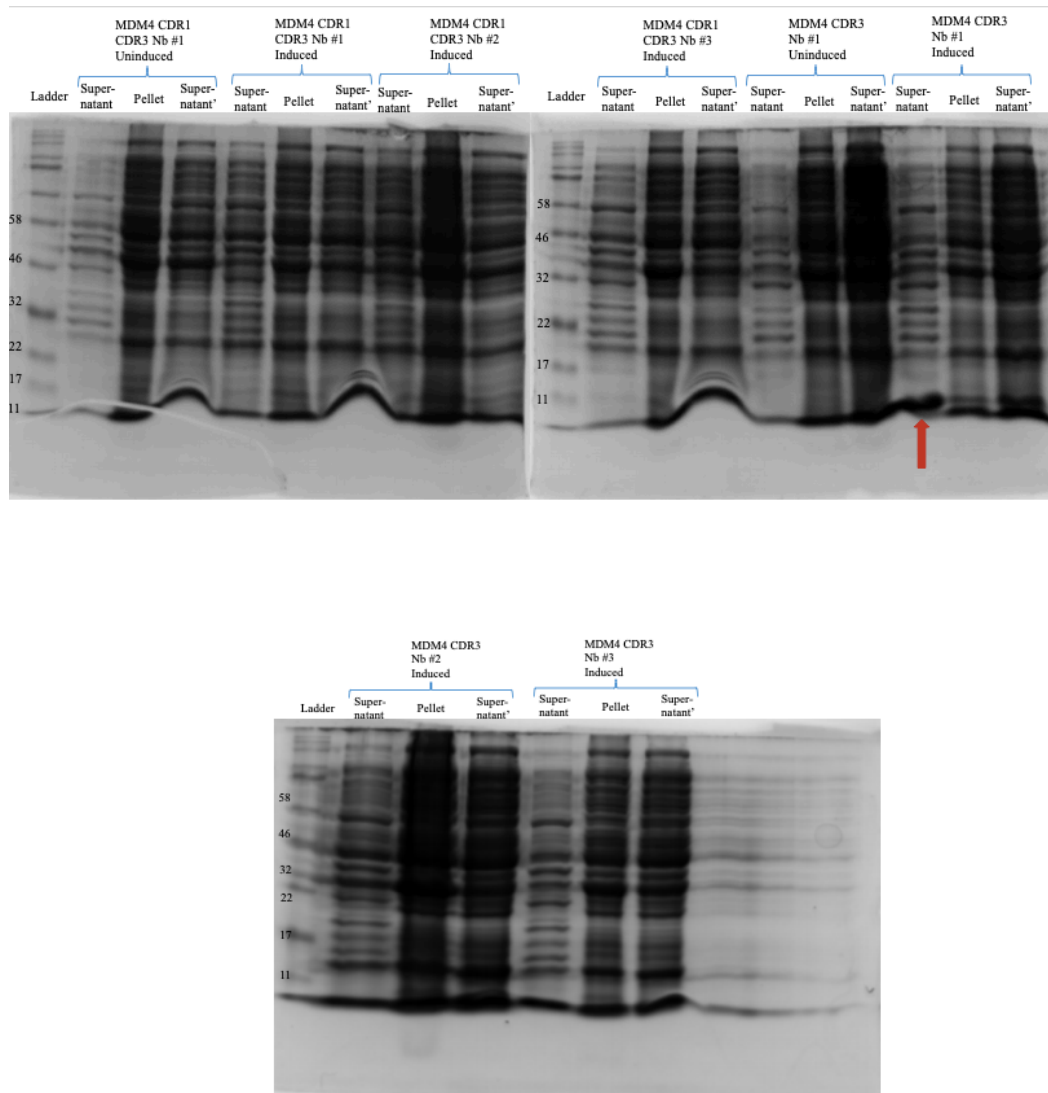 MDM4 CDR1
CDR3 Nb #1
Uninduced
MDM4 CDR1
CDR3 Nb #1
Induced
MDM4 CDR1
CDR3 Nb #2
Induced
Ladder
Super-
natant
Pellet
Super-
natant'
Super-
natant
Pellet
Super-
natant'
Super-
natant
Pellet
Super-
natant'
58
46
32
22
17
11
MDM4 CDR1
CDR3 Nb #3
Induced
MDM4 CDR3
Nb #1
Uninduced
MDM4 CDR3
Nb #1
Induced
Ladder
Super-
natant
Pellet
Super-
natant'
Super-
natant
Pellet
Super-
natant'
Super-
natant
Pellet
Super-
natant'
58
46
32
22
17
11
MDM4 CDR3
Nb #2
Induced
MDM4 CDR3
Nb #3
Induced
Ladder
Super-
natant
Pellet
Super-
natant'
Super-
natant
Pellet
Super-
natant'
58
46
32
22
17
11